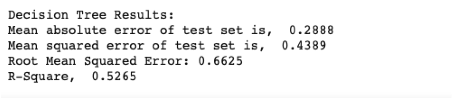 Decision Tree Results:
Mean absolute error of test set is,  0.2888
Mean squared error of test set is,  0.4389
Root Mean Squared Error: 0.6625
R-Square,  0.5265